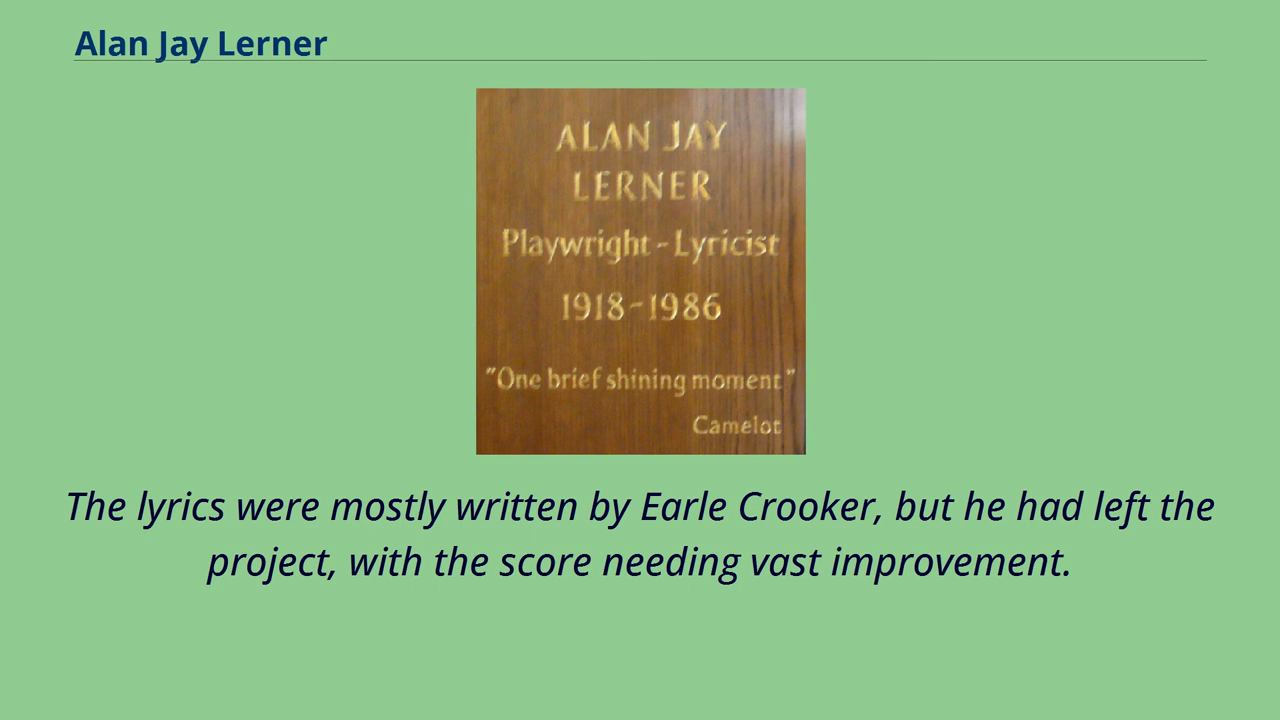 Alan Jay Lerner
ALAN JAY
LERNER
Playwright - Lyricist
1918-1986
"One brief shining moment"
Camelot
The lyrics were mostly written by Earle Crooker, but he had left the
project, with the score needing vast improvement.